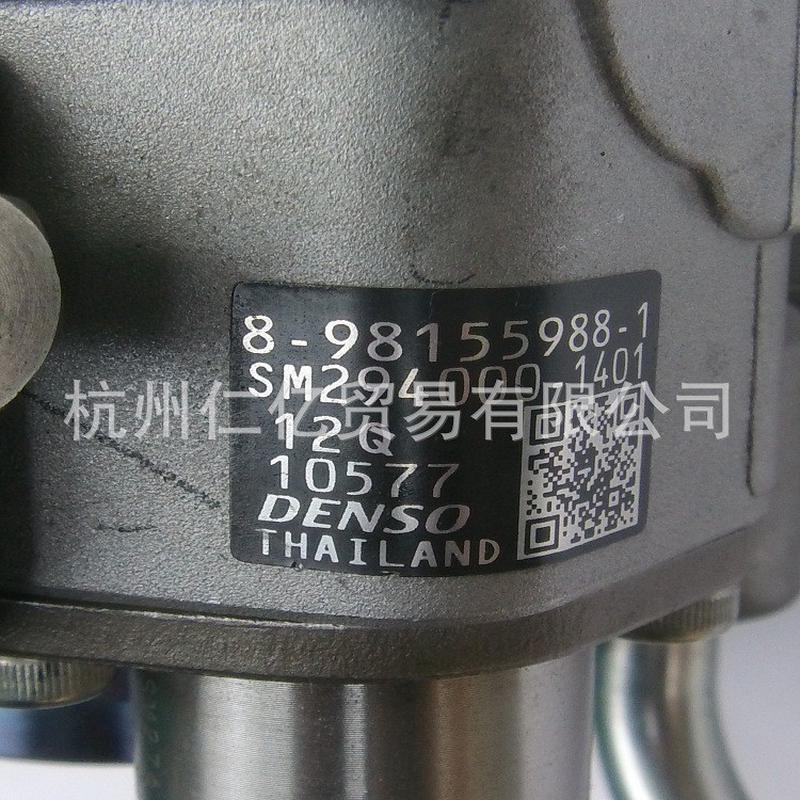 8-98155988-1
SM294000-1401
杭州仁亿贸易有限公司
12Q
10577
DENSO
THAILAND